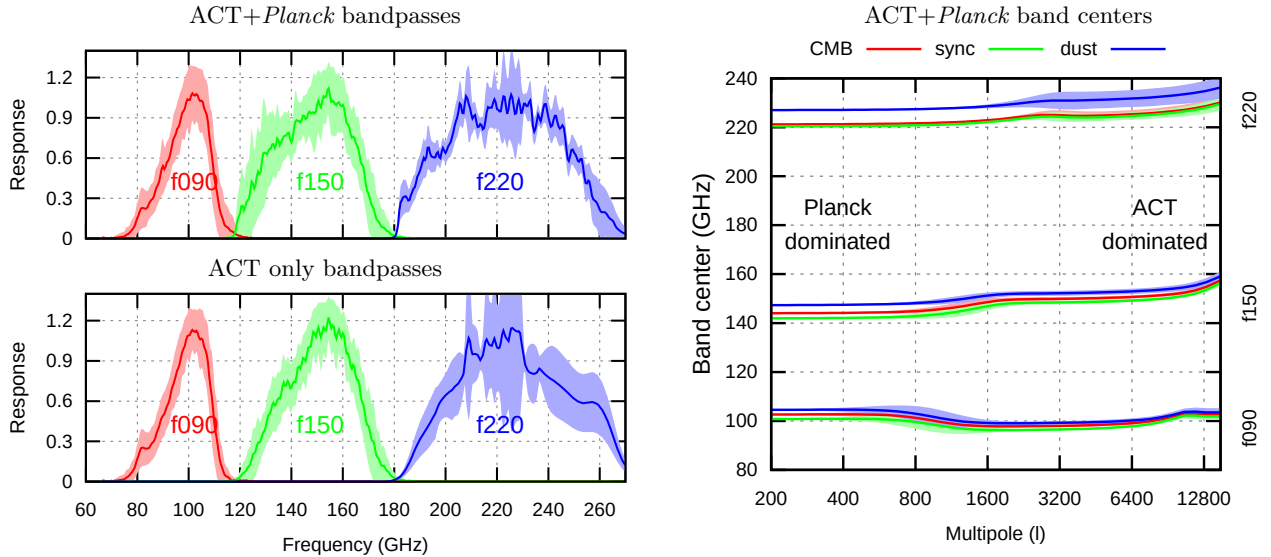 ACT+Planck bandpasses
1.2
0.9
0.6
0.3
0
Response
f090
f150
f220
ACT only bandpasses
1.2
0.9
0.6
0.3
0
Response
f090
f150
f220
60 80 100 120 140 160 180 200 220 240 260
Frequency (GHz)
ACT+Planck band centers
CMB sync dust
240
220
200
180
160
140
120
100
80
Band center (GHz)
Planck
dominated
ACT
dominated
f220
f150
f090
200 400 800 1600 3200 6400 12800
Multipole (l)